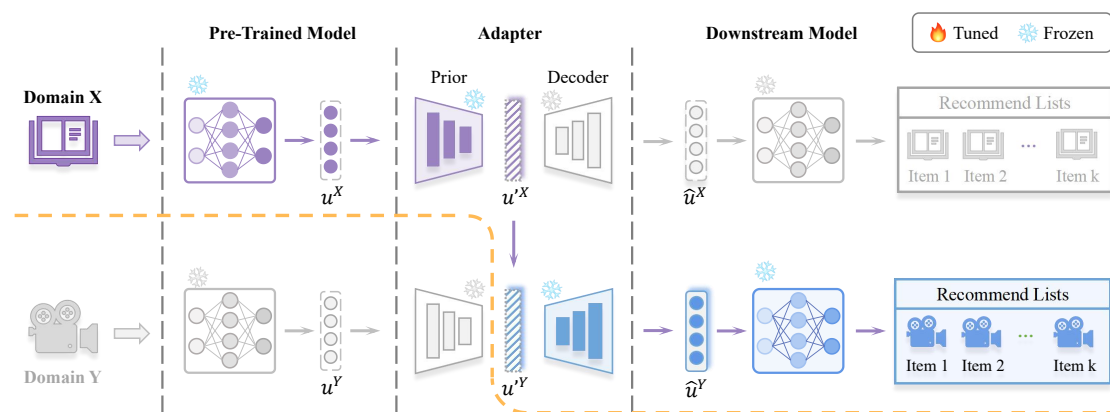 Pre-Trained Model
Adapter
Downstream Model
Tuned
Frozen
Domain X
Prior
Decoder
Recommend Lists
...
Item 1
Item 2
Item k
u^X
u'^X
û^X
Recommend Lists
...
Item 1
Item 2
Item k
Domain Y
u^Y
u'^Y
û^Y